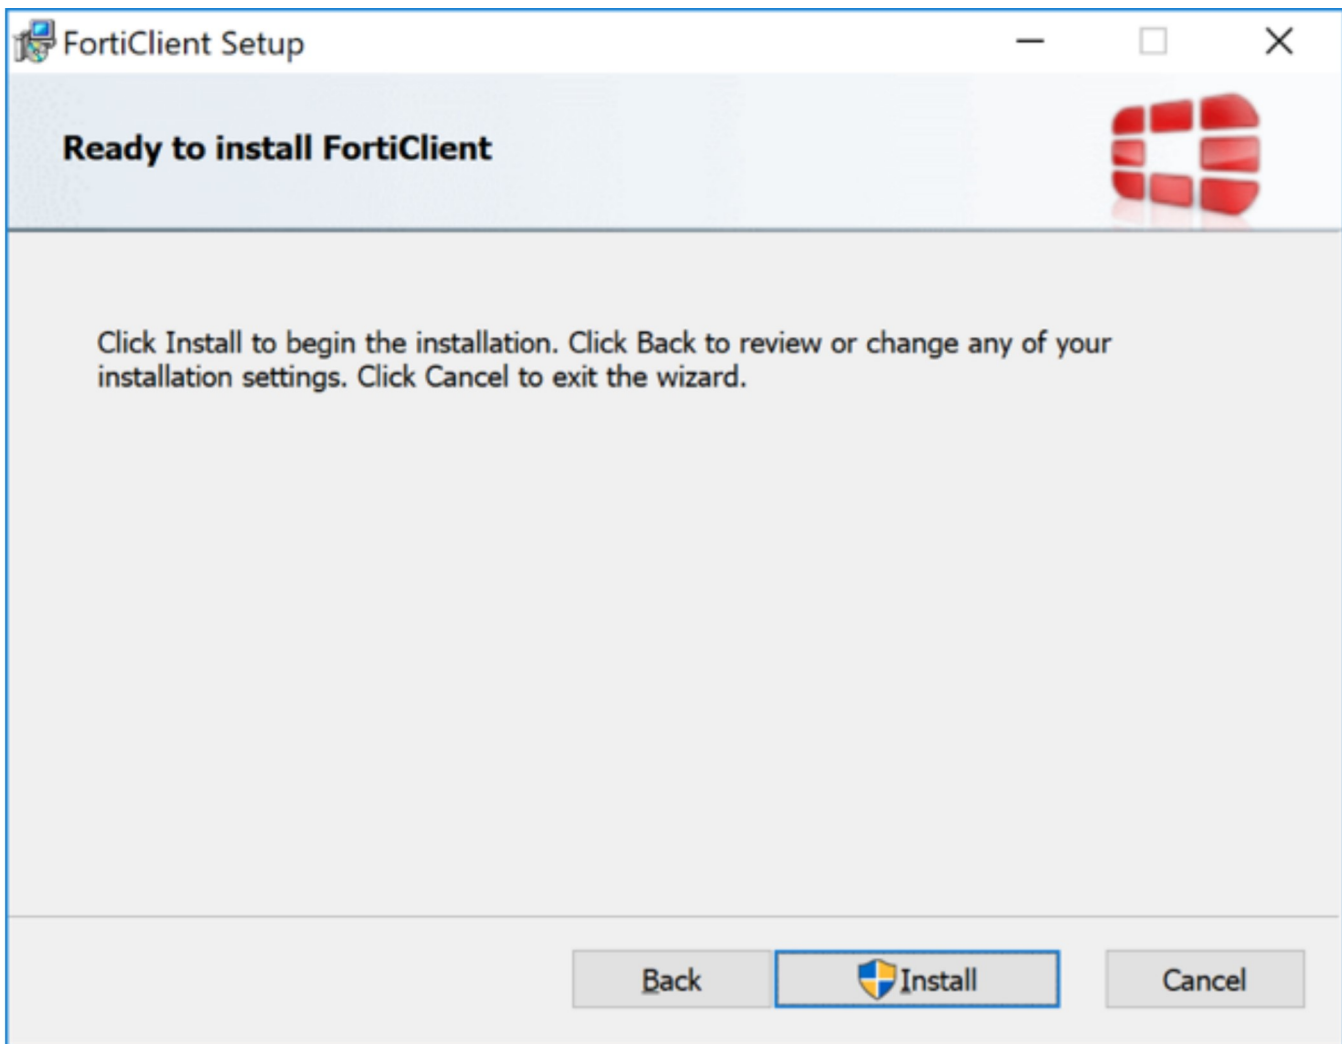 FortiClient Setup
Ready to install FortiClient
Click Install to begin the installation. Click Back to review or change any of your
installation settings. Click Cancel to exit the wizard.
Back
Install
Cancel